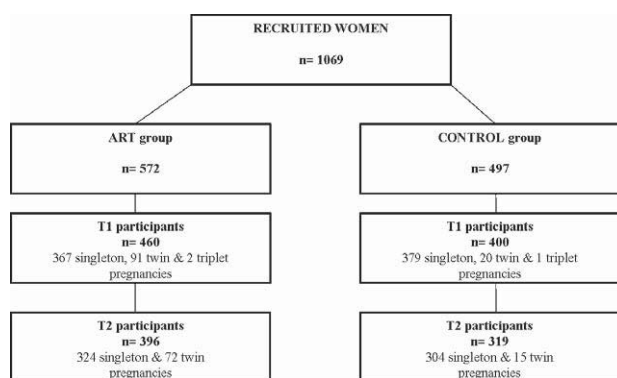 RECRUITED WOMEN
n= 1069
ART group
n= 572
CONTROL group
n= 497
T1 participants
n= 460
367 singleton, 91 twin & 2 triplet
pregnancies
T1 participants
n= 400
379 singleton, 20 twin & 1 triplet
pregnancies
T2 participants
n= 396
324 singleton & 72 twin
pregnancies
T2 participants
n= 319
304 singleton & 15 twin
pregnancies